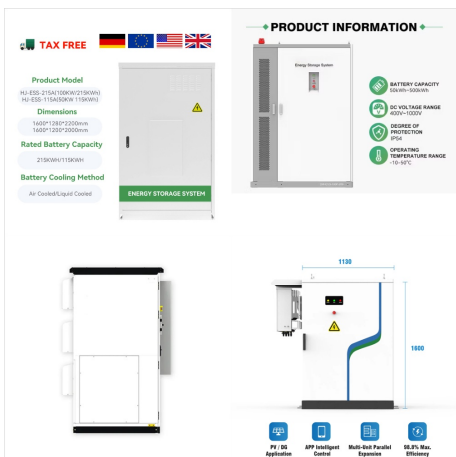 TAX FREE
Product Model
HJ-ESS-215A(100KW/215KWh)
HJ-ESS-115A(50KW 115KWh)
Dimensions
1600*1280*2200mm
1600*1200*2000mm
Rated Battery Capacity
215KWH/115KWH
Battery Cooling Method
Air Cooled/Liquid Cooled
ENERGY STORAGE SYSTEM
PRODUCT INFORMATION
Energy Storage System
BATTERY CAPACITY
50kWh~500kWh
DC VOLTAGE RANGE
400V~1000V
DEGREE OF
PROTECTION
IP54
OPERATING
TEMPERATURE RANGE
-10-50°C
1130
1600
PV / DG
Application
APP Intelligent
Control
Multi-Unit Parallel
Expansion
98.8% Max.
Efficiency